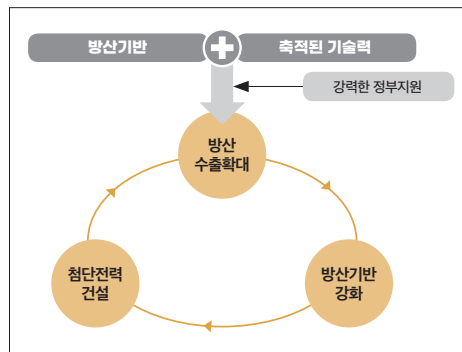 방산기반
축적된 기술력
강력한 정부지원
방산
수출확대
첨단전력
건설
방산기반
강화